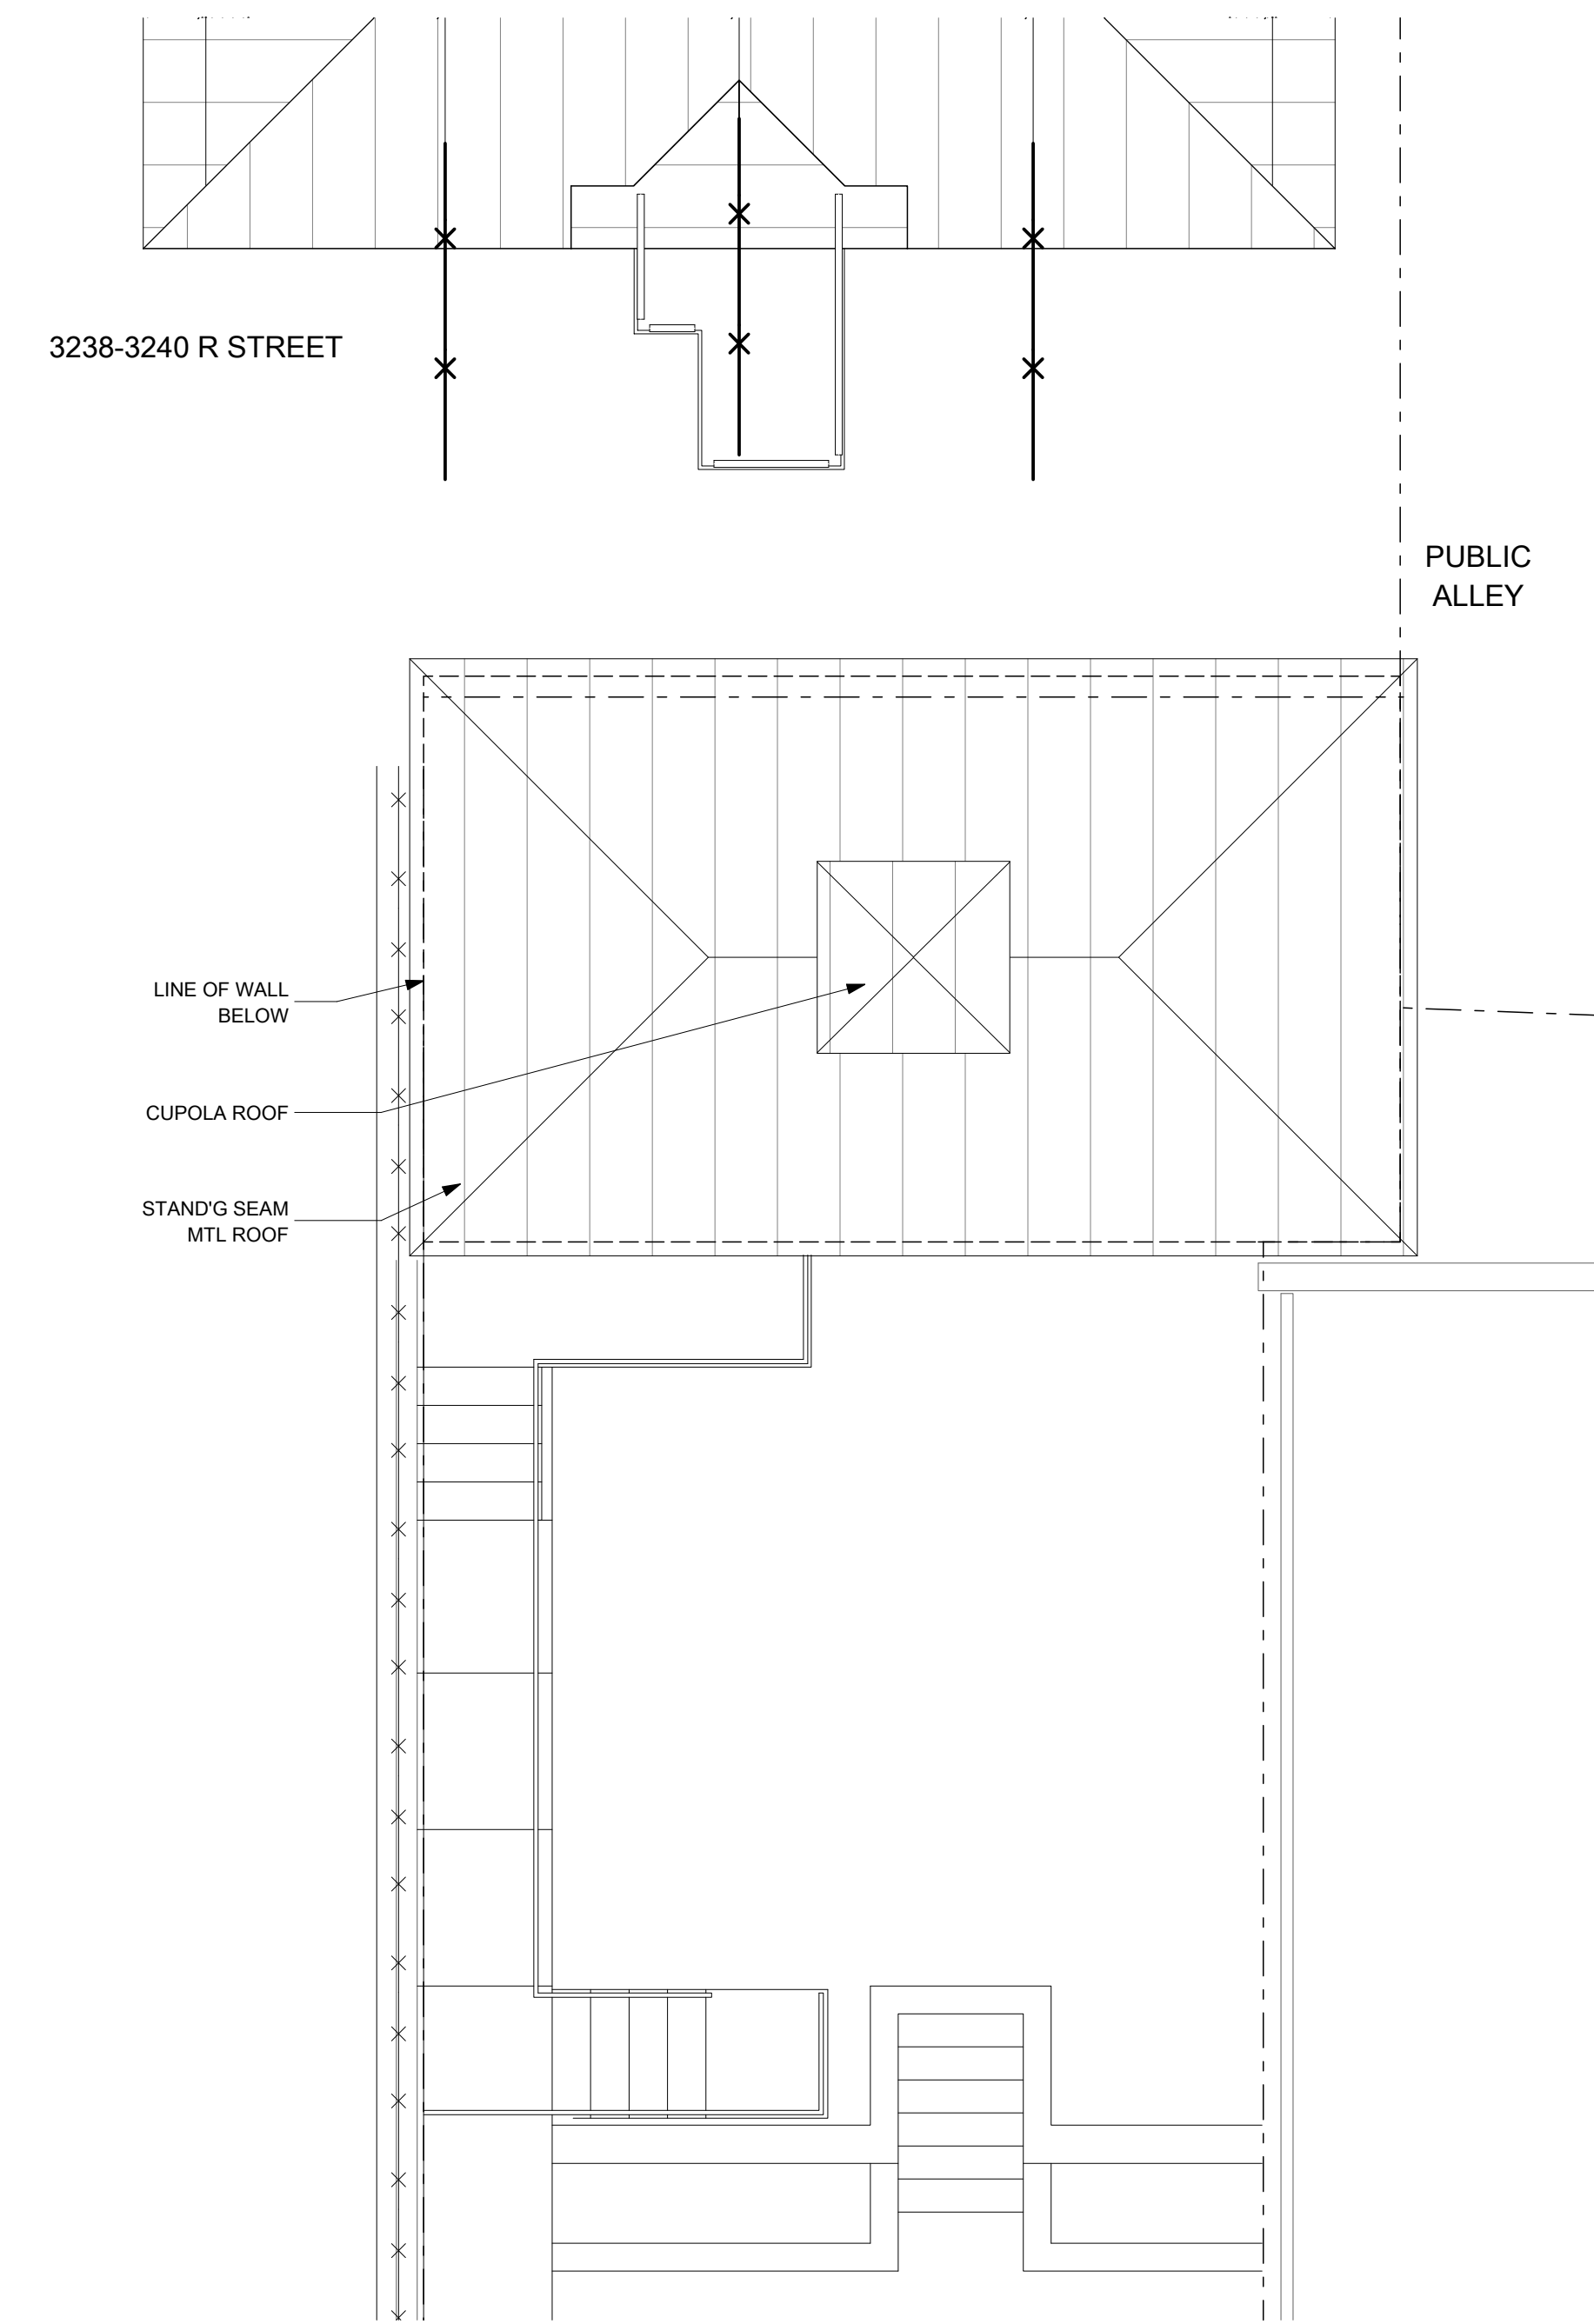 3238-3240 R STREET
PUBLIC
ALLEY
LINE OF WALL
BELOW
CUPOLA ROOF
STAND'G SEAM
MTL ROOF